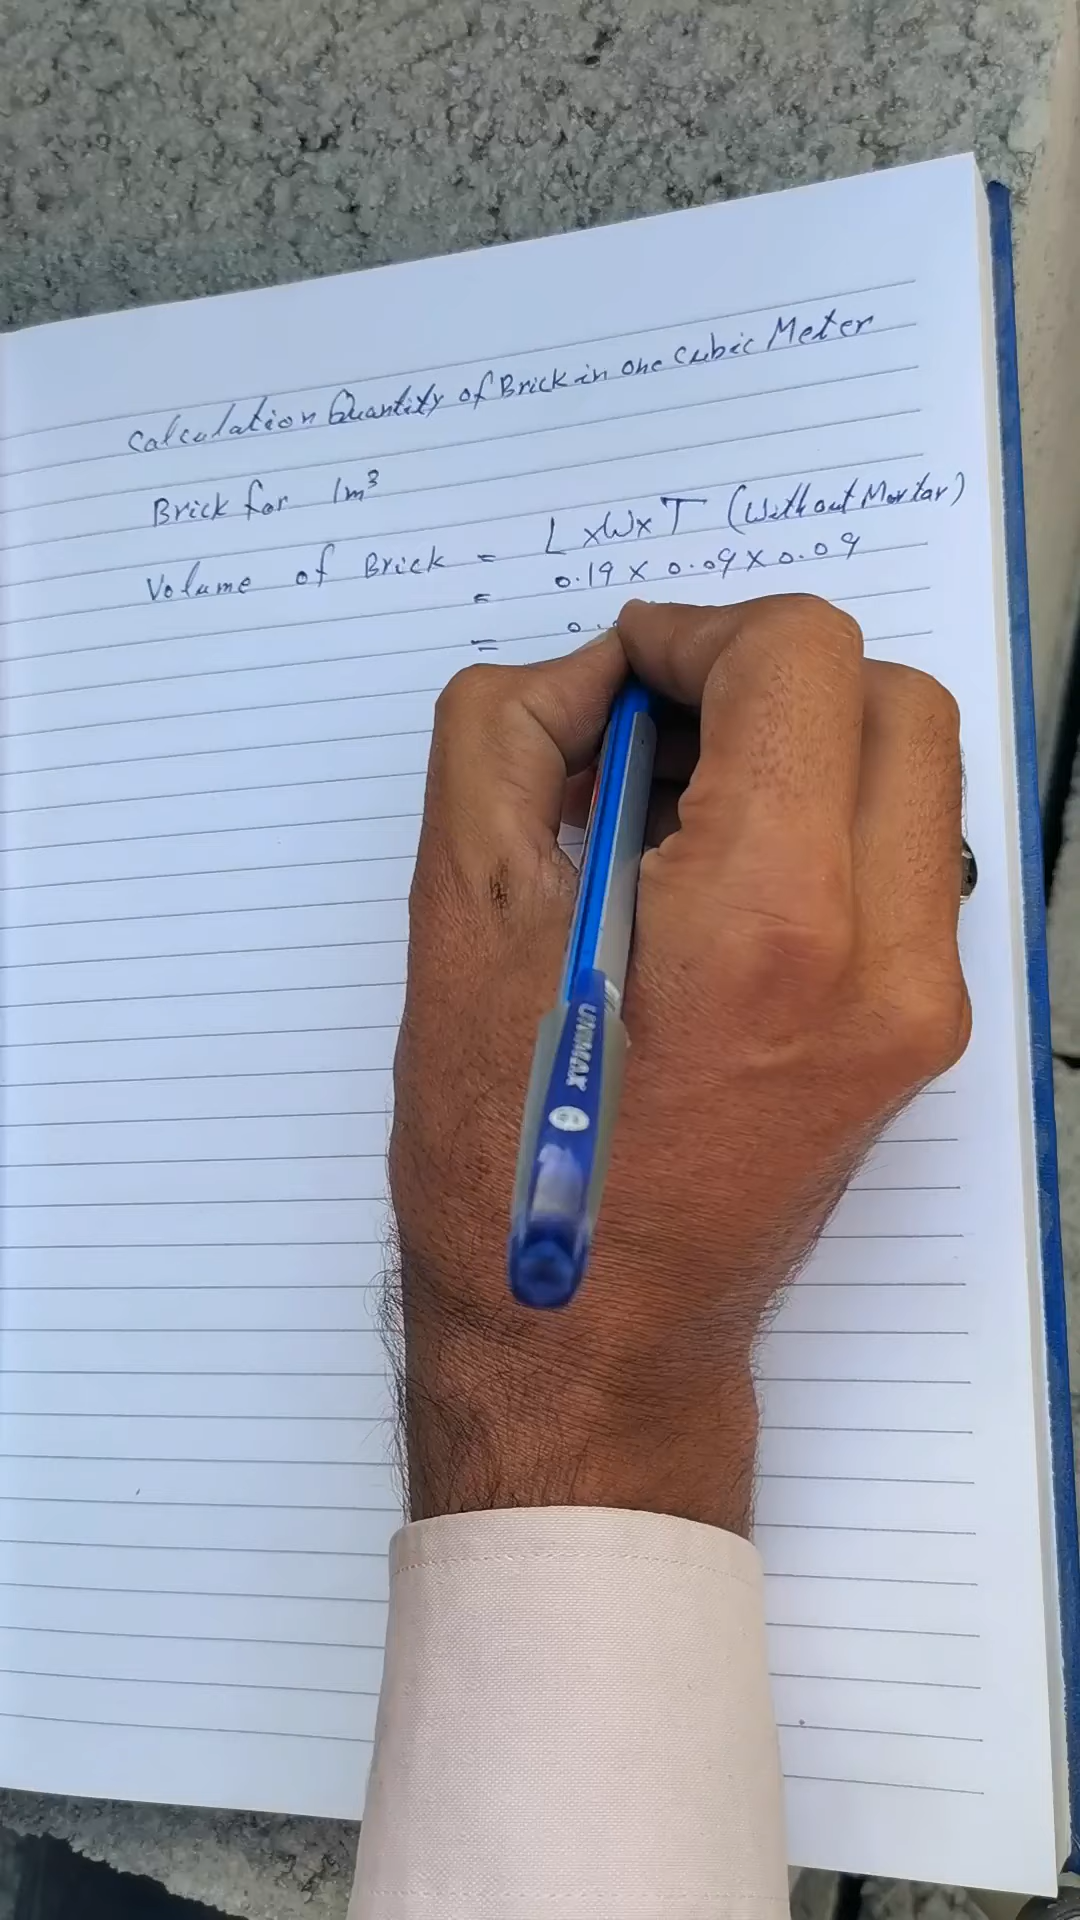 Calculation Quantity of Brick in one Cubic Meter
Brick for 1m³
Volume of Brick = L x W x T (Without Mortar)
= 0.19 x 0.09 x 0.09
= 0.
UNIMAX